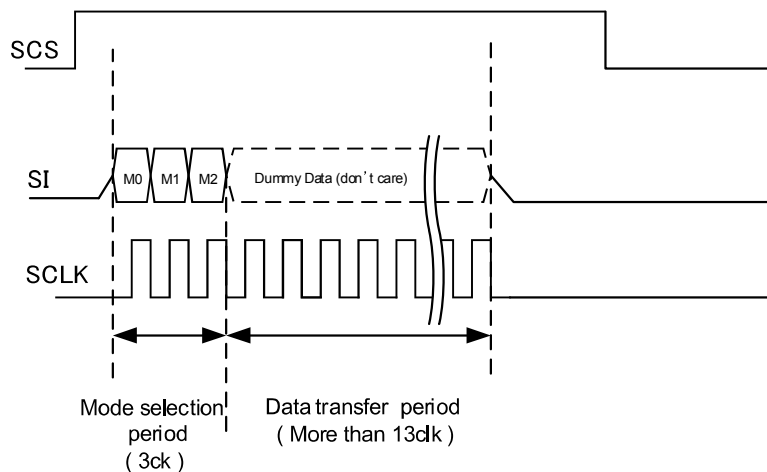 SCS
SI
M0 M1 M2 Dummy Data (don't care)
SCLK
Mode selection period ( 3ck )
Data transfer period ( More than 13clk )